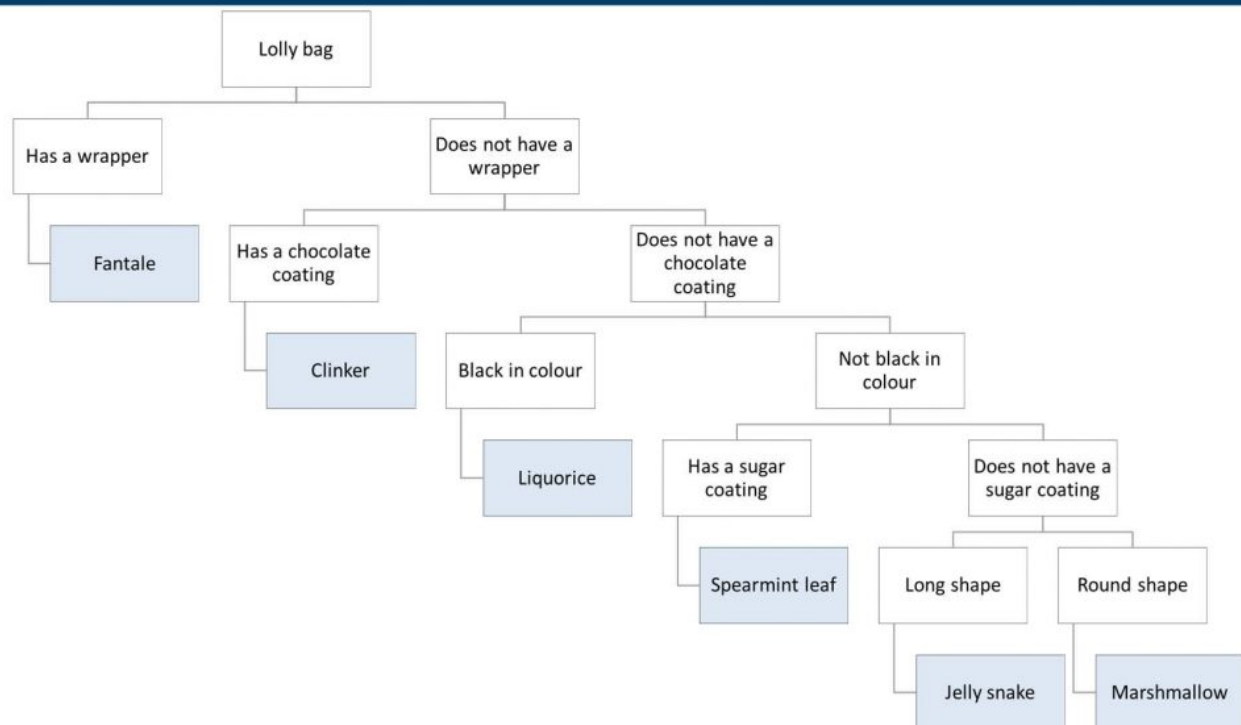 Lolly bag
Has a wrapper
Does not have a
wrapper
Fantale
Has a chocolate
coating
Does not have a
chocolate
coating
Clinker
Black in colour
Not black in
colour
Liquorice
Has a sugar
coating
Does not have a
sugar coating
Spearmint leaf
Long shape
Round shape
Jelly snake
Marshmallow